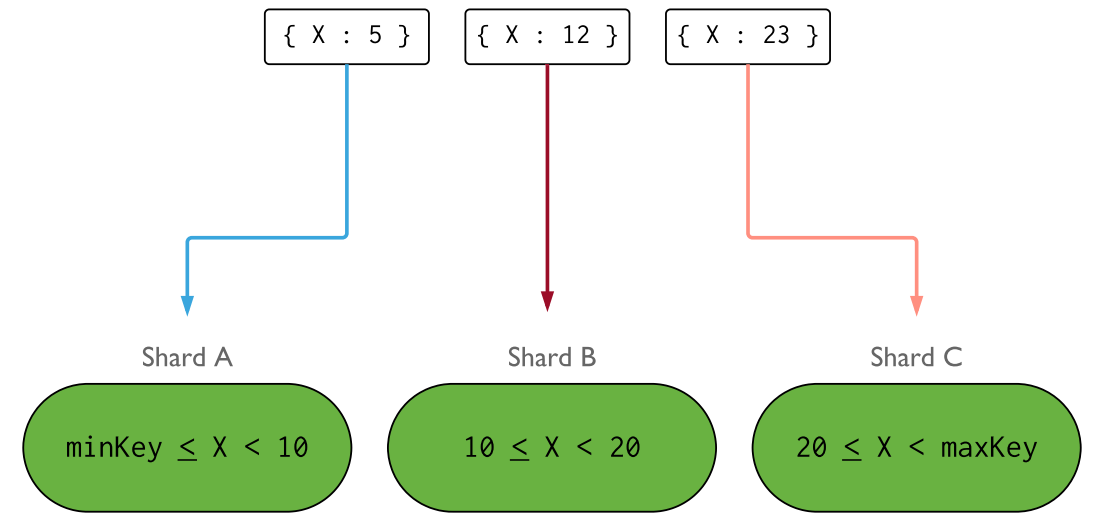 { X : 5 }
{ X : 12 }
{ X : 23 }
Shard A
Shard B
Shard C
minKey ≤ X < 10
10 ≤ X < 20
20 ≤ X < maxKey